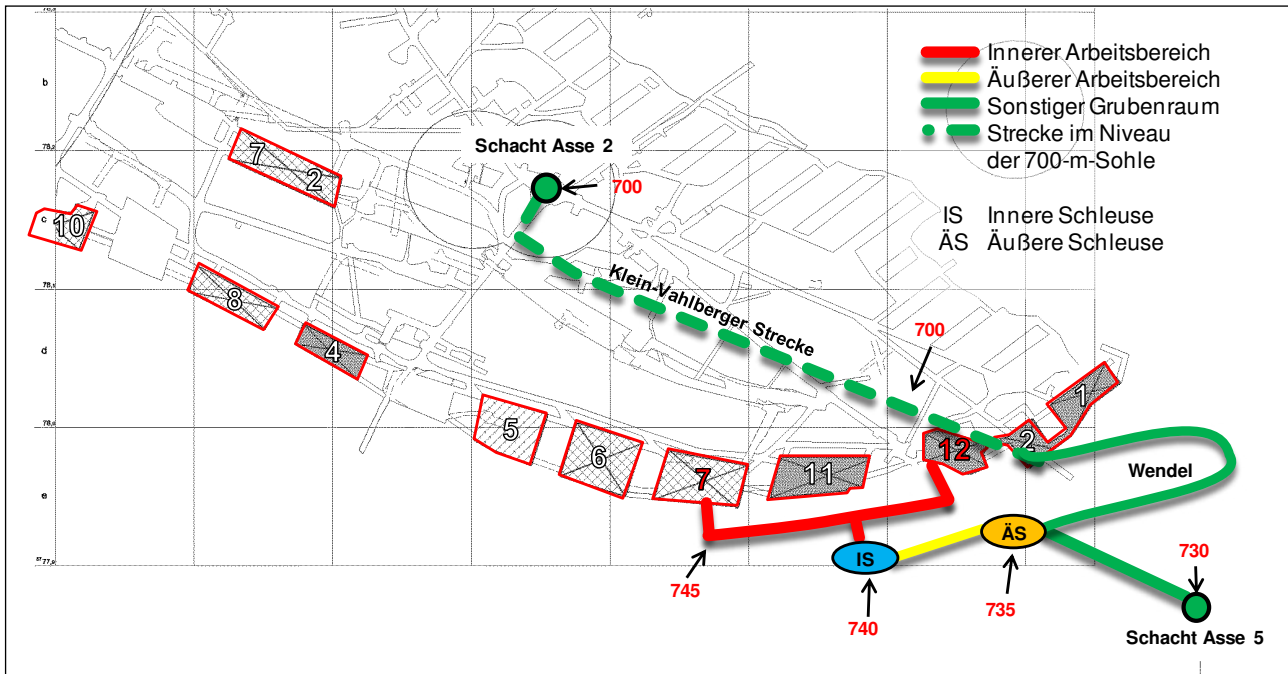 b
c
d
e
Innerer Arbeitsbereich
Äußerer Arbeitsbereich
Sonstiger Grubenraum
Strecke im Niveau
der 700-m-Sohle
IS Innere Schleuse
ÄS Äußere Schleuse
Schacht Asse 2
700
7
2
10
8
4
Klein-Vahlberger Strecke
700
5
6
7
11
12
2
1
Wendel
IS
ÄS
745
740
735
730
Schacht Asse 5